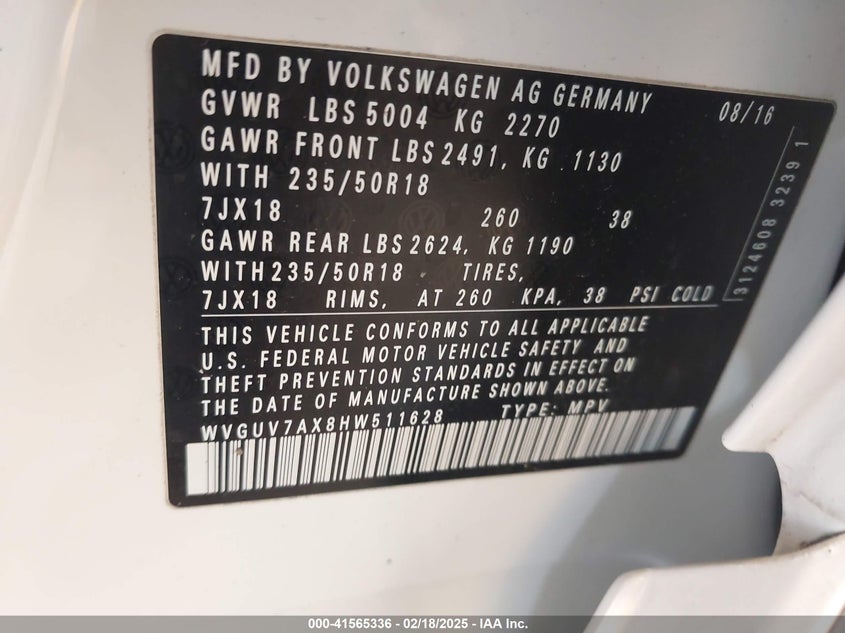 MFD BY VOLKSWAGEN AG GERMANY 08/16
GVWR LBS 5004 KG 2270
GAWR FRONT LBS 2491, KG 1130
WITH 235/50R18
7JX18 260 38
GAWR REAR LBS 2624, KG 1190
WITH 235/50R18 TIRES,
7JX18 RIMS, AT 260 KPA, 38 PSI COLD
3124608 32391
THIS VEHICLE CONFORMS TO ALL APPLICABLE
U.S. FEDERAL MOTOR VEHICLE SAFETY AND
THEFT PREVENTION STANDARDS IN EFFECT ON
THE DATE OF MANUFACTURE SHOWN ABOVE.
WVGUV7AX8HW511628 TYPE: MPV
000-41565336 - 02/18/2025 - IAA Inc.